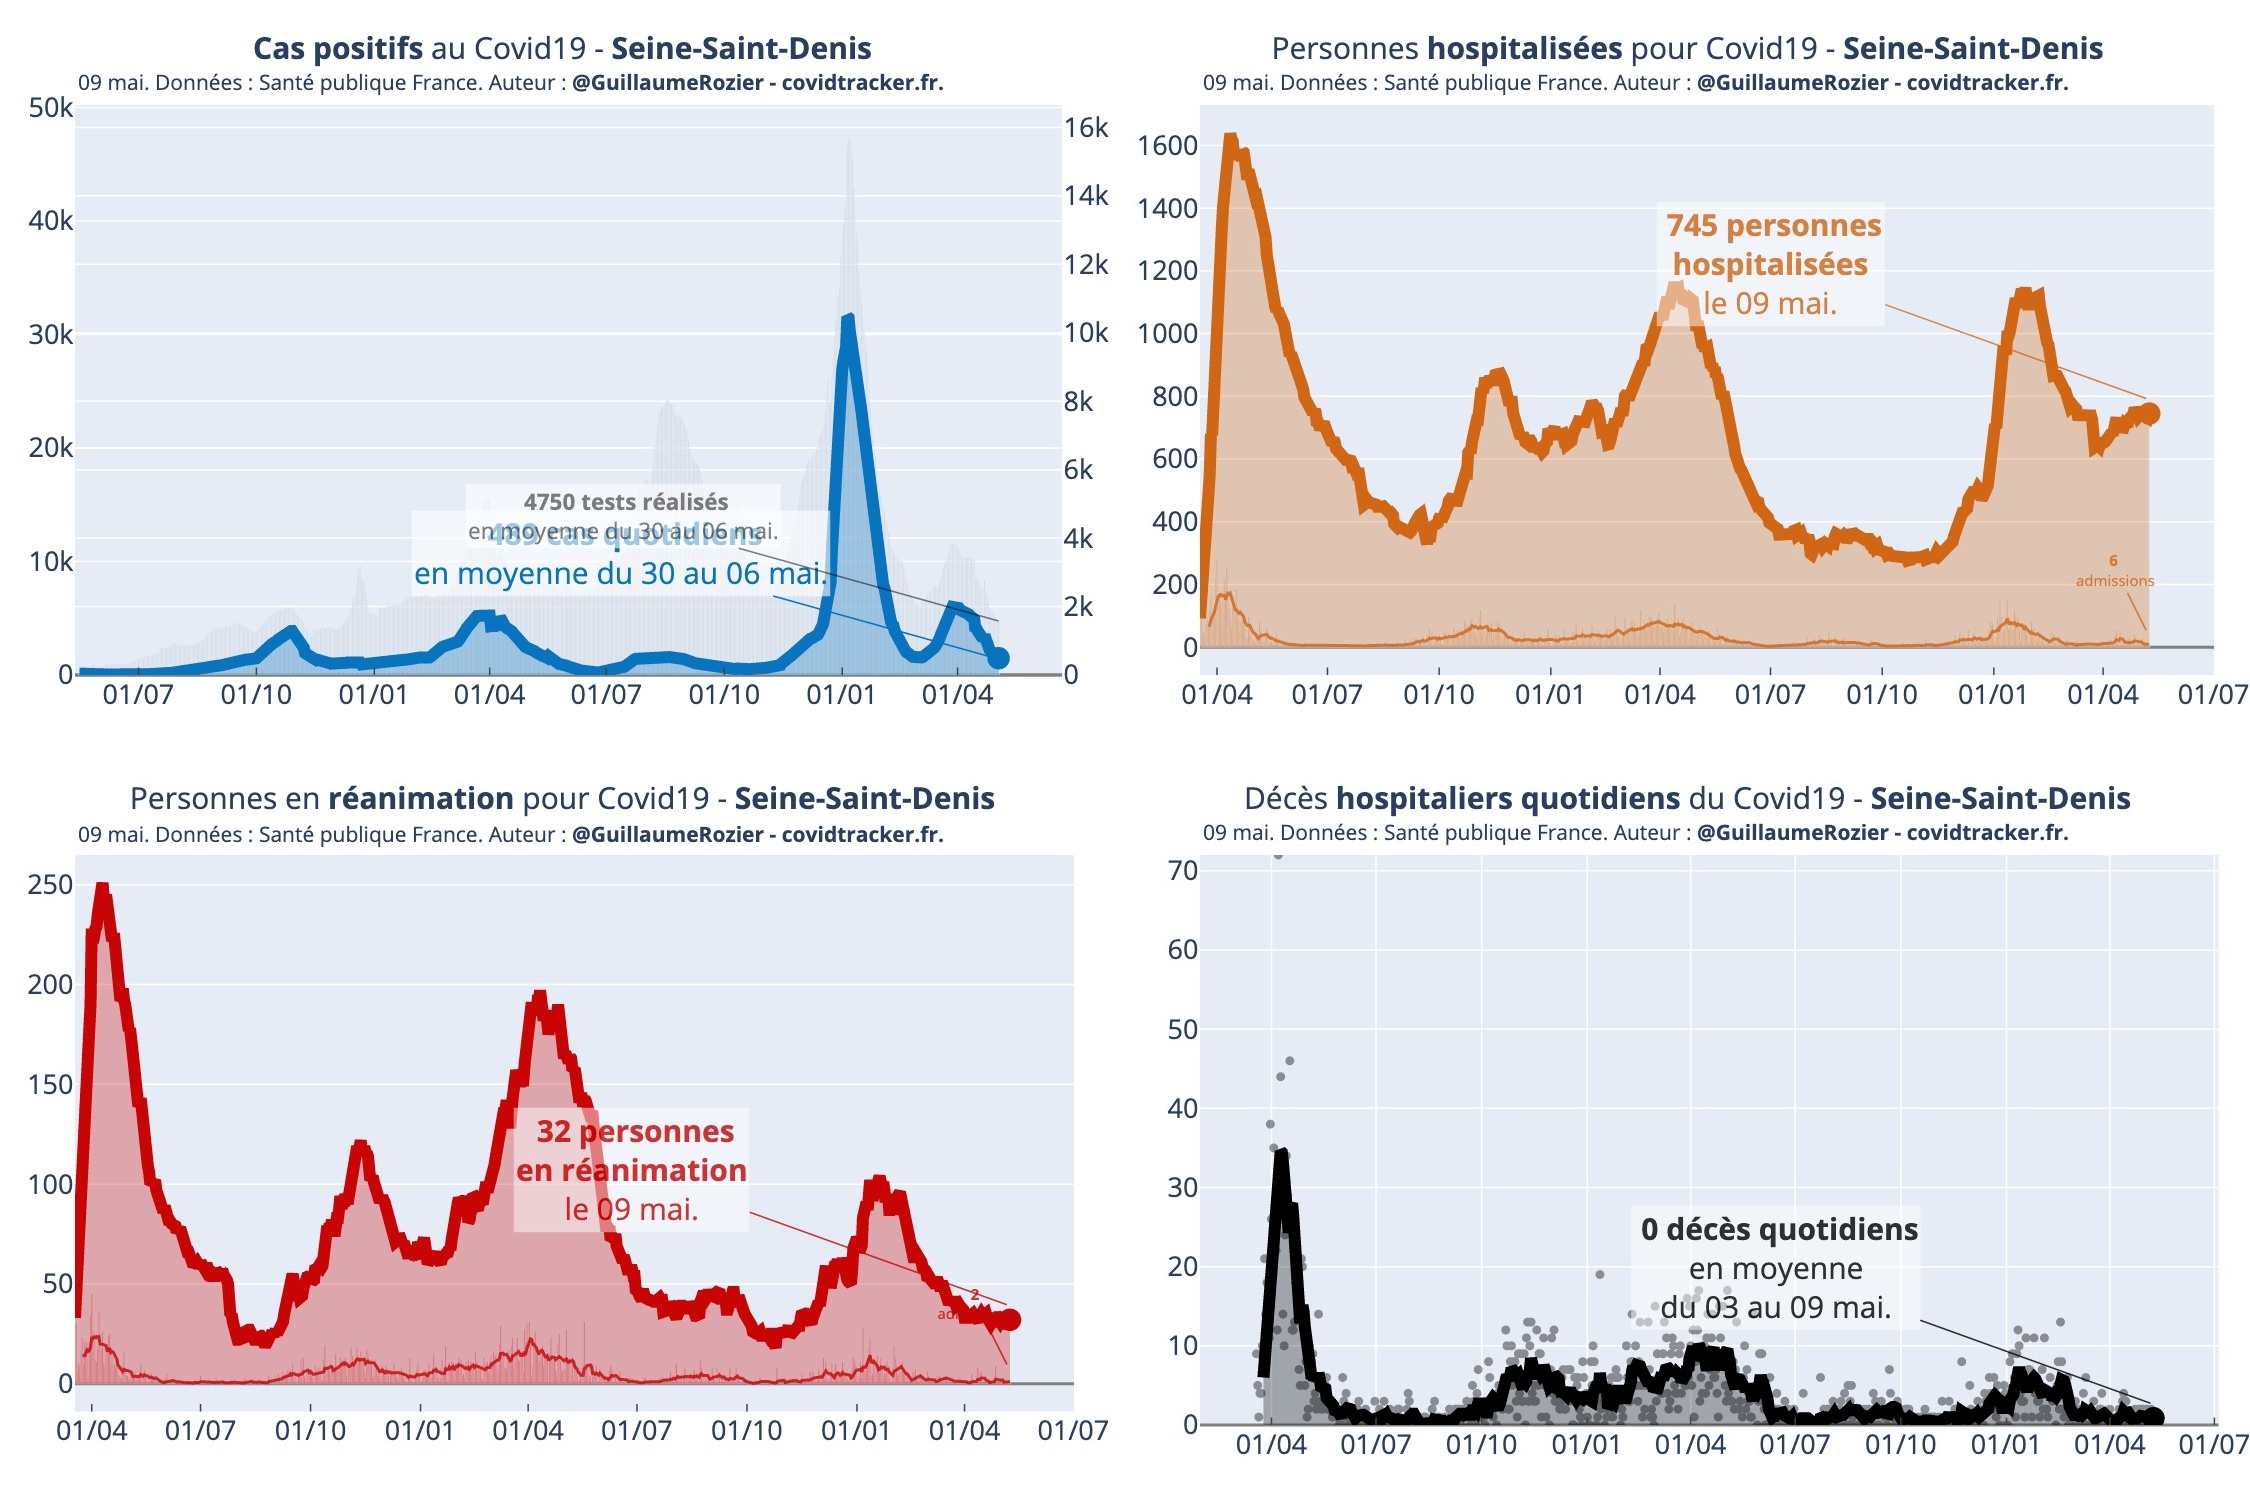 Cas positifs au Covid19 - Seine-Saint-Denis
09 mai. Données : Santé publique France. Auteur : @GuillaumeRozier - covidtracker.fr.
50k
40k
30k
20k
10k
0
16k
14k
12k
10k
8k
6k
4k
2k
0
4750 tests réalisés
en moyenne du 30 au 06 mai.
489 cas quotidiens
en moyenne du 30 au 06 mai.
01/07 01/10 01/01 01/04 01/07 01/10 01/01 01/04
Personnes hospitalisées pour Covid19 - Seine-Saint-Denis
09 mai. Données : Santé publique France. Auteur : @GuillaumeRozier - covidtracker.fr.
1600
1400
1200
1000
800
600
400
200
0
745 personnes
hospitalisées
le 09 mai.
6
admissions
01/04 01/07 01/10 01/01 01/04 01/07 01/10 01/01 01/04 01/07
Personnes en réanimation pour Covid19 - Seine-Saint-Denis
09 mai. Données : Santé publique France. Auteur : @GuillaumeRozier - covidtracker.fr.
250
200
150
100
50
0
32 personnes
en réanimation
le 09 mai.
2
01/04 01/07 01/10 01/01 01/04 01/07 01/10 01/01 01/04 01/07
Décès hospitaliers quotidiens du Covid19 - Seine-Saint-Denis
09 mai. Données : Santé publique France. Auteur : @GuillaumeRozier - covidtracker.fr.
70
60
50
40
30
20
10
0
0 décès quotidiens
en moyenne
du 03 au 09 mai.
01/04 01/07 01/10 01/01 01/04 01/07 01/10 01/01 01/04 01/07